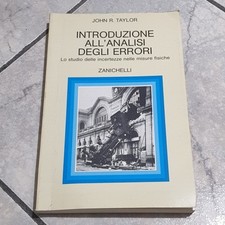 JOHN R. TAYLOR
INTRODUZIONE
ALL'ANALISI
DEGLI ERRORI
Lo studio delle incertezze nelle misure fisiche
ZANICHELLI